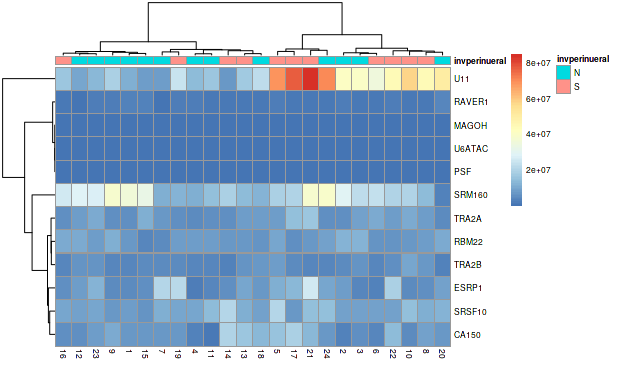 invperinueral
U11
RAVER1
MAGOH
U6ATAC
PSF
SRM160
TRA2A
RBM22
TRA2B
ESRP1
SRSF10
CA150
16 12 23 9 1 15 7 19 4 11 14 13 18 5 17 21 24 2 3 6 22 10 8 20
8e+07
6e+07
4e+07
2e+07
invperinueral
N
S